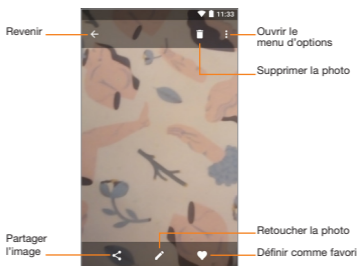 11:33
Revenir
Ouvrir le
menu d'options
Supprimer la photo
Retoucher la photo
Partager
l'image
Définir comme favori